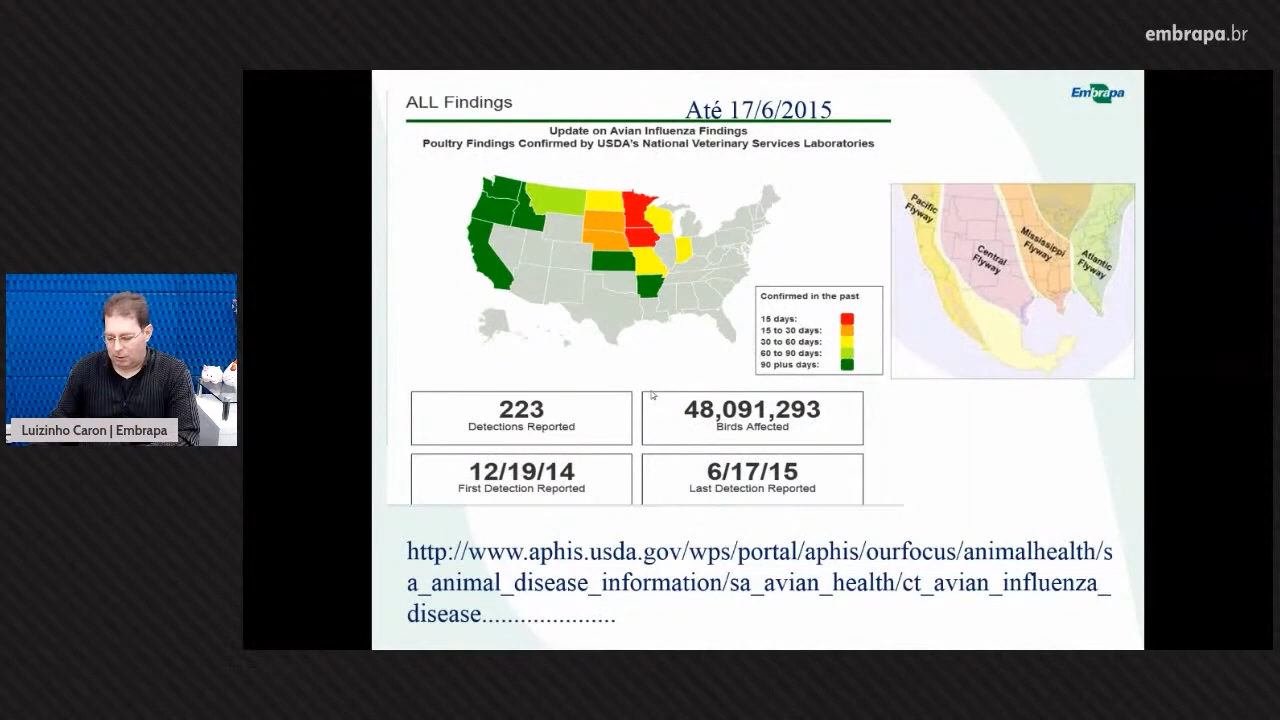 embrapa.br
ALL Findings
Até 17/6/2015
Embrapa
Update on Avian Influenza Findings
Poultry Findings Confirmed by USDA's National Veterinary Services Laboratories
Pacific
Flyway
Central
Flyway
Mississippi
Flyway
Atlantic
Flyway
Confirmed in the past
15 days:
15 to 30 days:
30 to 60 days:
60 to 90 days:
90 plus days:
223
Detections Reported
48,091,293
Birds Affected
12/19/14
First Detection Reported
6/17/15
Last Detection Reported
Luizinho Caron | Embrapa
http://www.aphis.usda.gov/wps/portal/aphis/ourfocus/animalhealth/s
a_animal_disease_information/sa_avian_health/ct_avian_influenza_
disease.....................